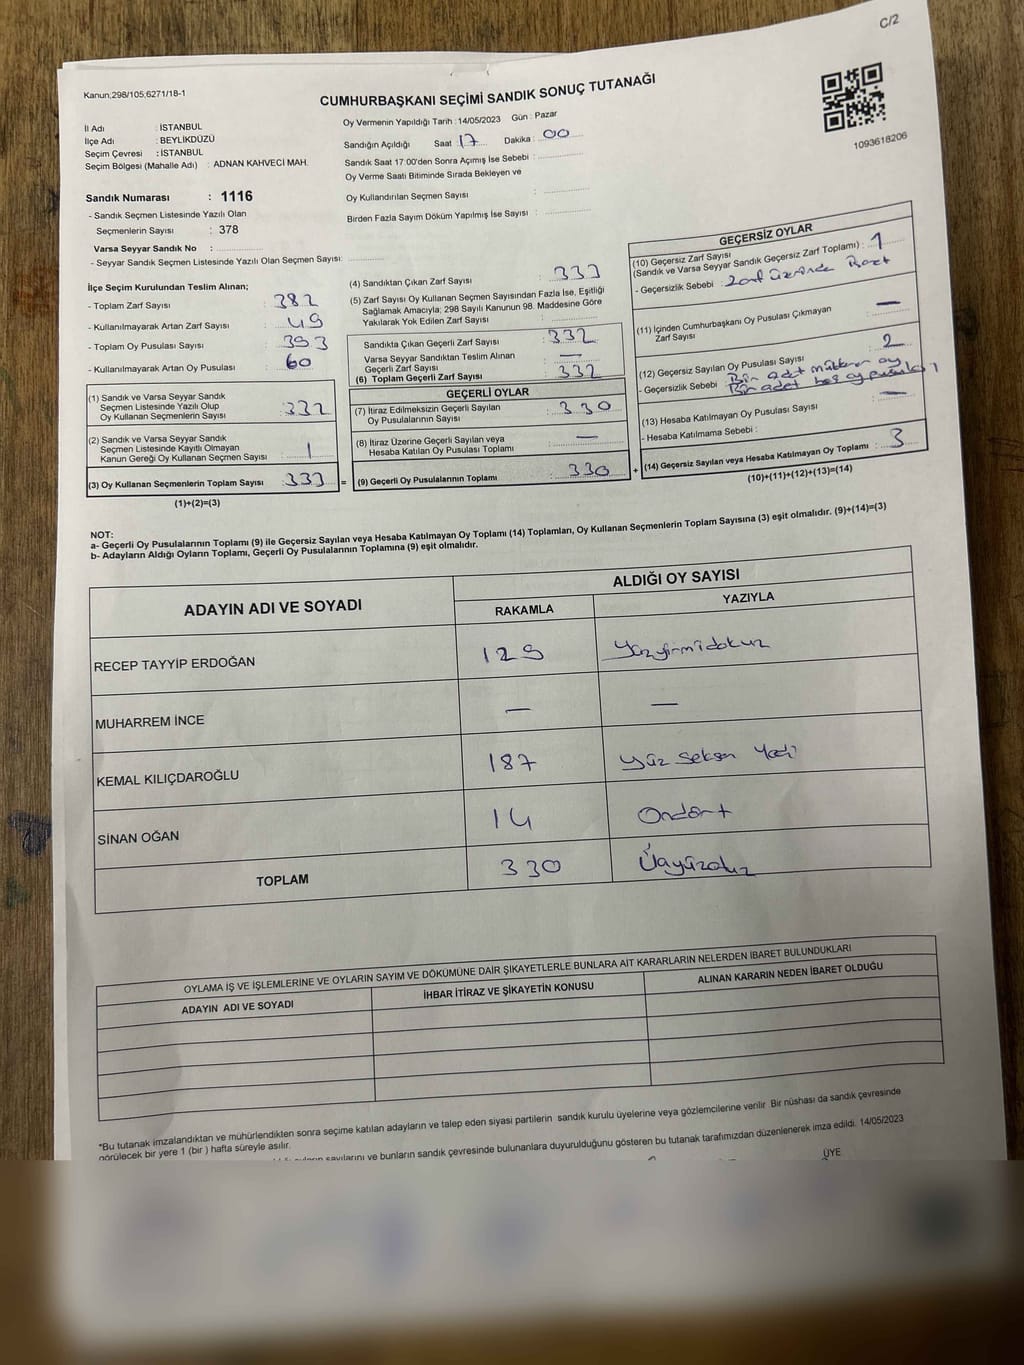 C/2
Kanun;298/105;6271/18-1
CUMHURBAŞKANI SEÇİMİ SANDIK SONUÇ TUTANAĞI
İl Adı : İSTANBUL
İlçe Adı : BEYLİKDÜZÜ
Seçim Çevresi : İSTANBUL
Seçim Bölgesi (Mahalle Adı) : ADNAN KAHVECİ MAH.
Oy Vermenin Yapıldığı Tarih : 14/05/2023 Gün : Pazar
Sandığın Açıldığı Saat 17 Dakika : 00
Sandık Saat 17:00'den Sonra Açımış İse Sebebi :
Oy Verme Saati Bitiminde Sırada Bekleyen ve
Oy Kullandırılan Seçmen Sayısı :
Birden Fazla Sayım Döküm Yapılmış İse Sayısı :
1093618206
Sandık Numarası : 1116
- Sandık Seçmen Listesinde Yazılı Olan
Seçmenlerin Sayısı : 378
Varsa Seyyar Sandık No :
- Seyyar Sandık Seçmen Listesinde Yazılı Olan Seçmen Sayısı:
İlçe Seçim Kurulundan Teslim Alınan;
- Toplam Zarf Sayısı : 382
- Kullanılmayarak Artan Zarf Sayısı : 49
- Toplam Oy Pusulası Sayısı : 393
- Kullanılmayarak Artan Oy Pusulası : 60
(1) Sandık ve Varsa Seyyar Sandık
Seçmen Listesinde Yazılı Olup
Oy Kullanan Seçmenlerin Sayısı : 332
(2) Sandık ve Varsa Seyyar Sandık
Seçmen Listesinde Kayıtlı Olmayan
Kanun Gereği Oy Kullanan Seçmen Sayısı : 1
(3) Oy Kullanan Seçmenlerin Toplam Sayısı : 333 =
(1)+(2)=(3)
(4) Sandıktan Çıkan Zarf Sayısı : 333
(5) Zarf Sayısı Oy Kullanan Seçmen Sayısından Fazla İse, Eşitliği
Sağlamak Amacıyla; 298 Sayılı Kanunun 98. Maddesine Göre
Yakılarak Yok Edilen Zarf Sayısı :
Sandıkta Çıkan Geçerli Zarf Sayısı : 332
Varsa Seyyar Sandıktan Teslim Alınan
Geçerli Zarf Sayısı : —
(6) Toplam Geçerli Zarf Sayısı : 332
GEÇERLİ OYLAR
(7) İtiraz Edilmeksizin Geçerli Sayılan
Oy Pusulalarının Sayısı : 330
(8) İtiraz Üzerine Geçerli Sayılan veya
Hesaba Katılan Oy Pusulası Toplamı : —
(9) Geçerli Oy Pusulalarının Toplamı : 330 +
GEÇERSİZ OYLAR
(10) Geçersiz Zarf Sayısı
(Sandık ve Varsa Seyyar Sandık Geçersiz Zarf Toplamı) : 1
- Geçersizlik Sebebi : Zarf üzerinde
(11) İçinden Cumhurbaşkanı Oy Pusulası Çıkmayan
Zarf Sayısı : —
(12) Geçersiz Sayılan Oy Pusulası Sayısı : 2
- Geçersizlik Sebebi : Bir adet mükerrer oy
Bir adet boş oy pusulası
(13) Hesaba Katılmayan Oy Pusulası Sayısı : —
- Hesaba Katılmama Sebebi :
(14) Geçersiz Sayılan veya Hesaba Katılmayan Oy Toplamı : 3
(10)+(11)+(12)+(13)=(14)
NOT:
a- Geçerli Oy Pusulalarının Toplamı (9) ile Geçersiz Sayılan veya Hesaba Katılmayan Oy Toplamı (14) Toplamları, Oy Kullanan Seçmenlerin Toplam Sayısına (3) eşit olmalıdır. (9)+(14)=(3)
b- Adayların Aldığı Oyların Toplamı, Geçerli Oy Pusulalarının Toplamına (9) eşit olmalıdır.
ADAYIN ADI VE SOYADI
ALDIĞI OY SAYISI
RAKAMLA YAZIYLA
RECEP TAYYİP ERDOĞAN 129 Yüzyirmidokuz
MUHARREM İNCE — —
KEMAL KILIÇDAROĞLU 187 Yüz seksen Yedi
SİNAN OĞAN 14 Ondört
TOPLAM 330 Üçyüzotuz
OYLAMA İŞ VE İŞLEMLERİNE VE OYLARIN SAYIM VE DÖKÜMÜNE DAİR ŞİKAYETLERLE BUNLARA AİT KARARLARIN NELERDEN İBARET BULUNDUKLARI
ADAYIN ADI VE SOYADI İHBAR İTİRAZ VE ŞİKAYETİN KONUSU ALINAN KARARIN NEDEN İBARET OLDUĞU
*Bu tutanak imzalandıktan ve mühürlendikten sonra seçime katılan adayların ve talep eden siyasi partilerin sandık kurulu üyelerine veya gözlemcilerine verilir Bir nüshası da sandık çevresinde
görülecek bir yere 1 (bir ) hafta süreyle asılır.
sayılarını ve bunların sandık çevresinde bulunanlara duyurulduğunu gösteren bu tutanak tarafımızdan düzenlenerek imza edildi. 14/05/2023
ÜYE